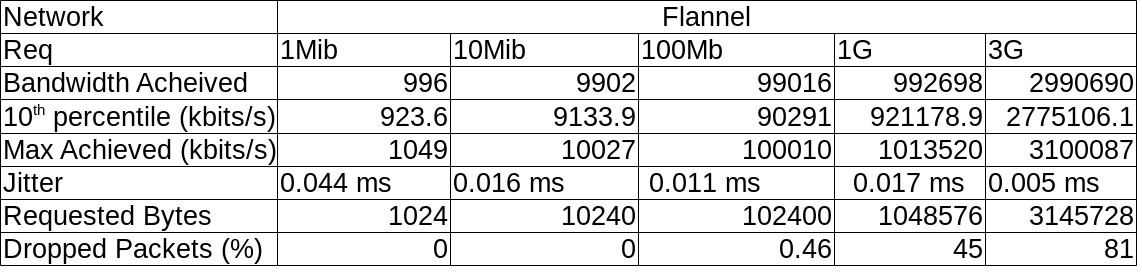 Network Flannel
Req 1Mib 10Mib 100Mb 1G 3G
Bandwidth Acheived 996 9902 99016 992698 2990690
10th percentile (kbits/s) 923.6 9133.9 90291 921178.9 2775106.1
Max Achieved (kbits/s) 1049 10027 100010 1013520 3100087
Jitter 0.044 ms 0.016 ms 0.011 ms 0.017 ms 0.005 ms
Requested Bytes 1024 10240 102400 1048576 3145728
Dropped Packets (%) 0 0 0.46 45 81